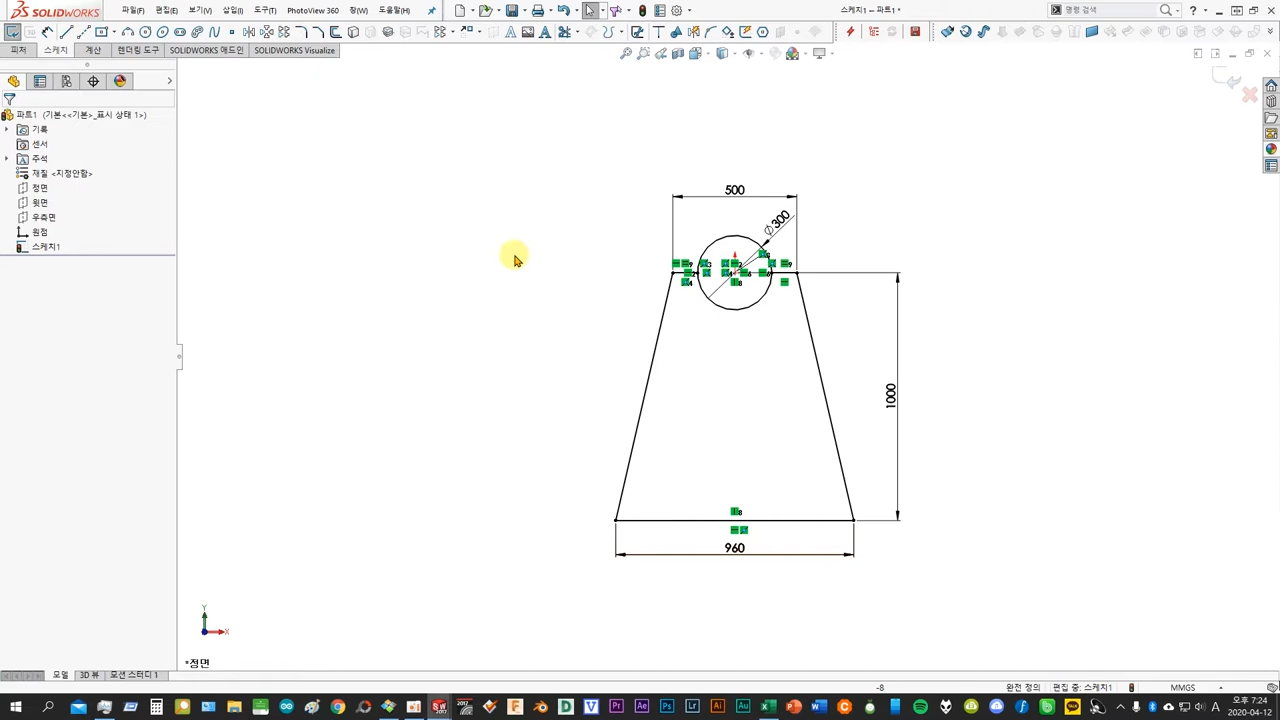 SOLIDWORKS
파일(F)
편집(E)
보기(V)
삽입(I)
도구(T)
PhotoView 360
창(W)
도움말(H)
스케치1 – 파트1 *
명령 검색
피처
스케치
계산
렌더링 도구
SOLIDWORKS 애드인
SOLIDWORKS Visualize
파트1 (기본<<기본>_표시 상태 1>)
기록
센서
주석
재질 <지정안함>
정면
윗면
우측면
원점
스케치1
500
Ø300
1000
960
Y
X
*정면
모델
3D 뷰
모션 스터디 1
-8
완전 정의
편집 중: 스케치1
MMGS
오후 7:24
2020-04-12